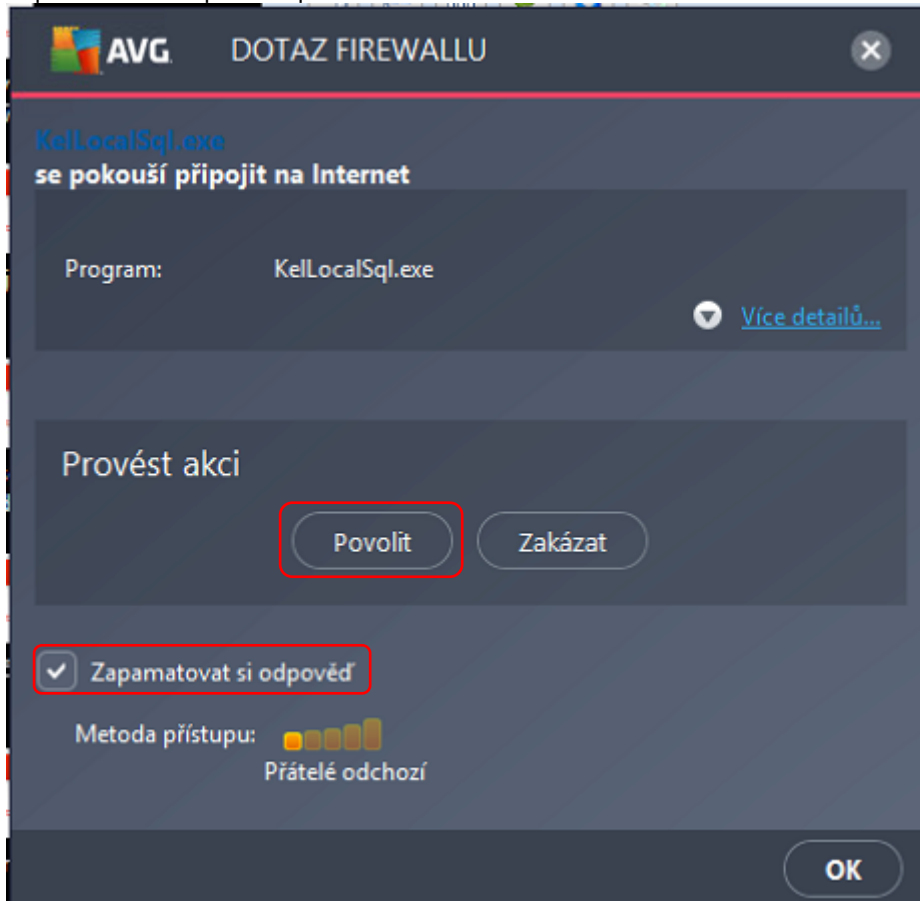 AVG DOTAZ FIREWALLU
KelLocalSql.exe
se pokouší připojit na Internet
Program: KelLocalSql.exe
Více detailů...
Provést akci
Povolit Zakázat
Zapamatovat si odpověď
Metoda přístupu:
Přátelé odchozí
OK